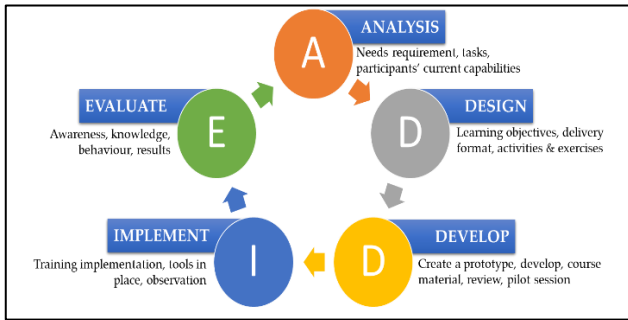 A
ANALYSIS
Needs requirement, tasks,
participants' current capabilities
D
DESIGN
Learning objectives, delivery
format, activities & exercises
D
DEVELOP
Create a prototype, develop, course
material, review, pilot session
I
IMPLEMENT
Training implementation, tools in
place, observation
E
EVALUATE
Awareness, knowledge,
behaviour, results